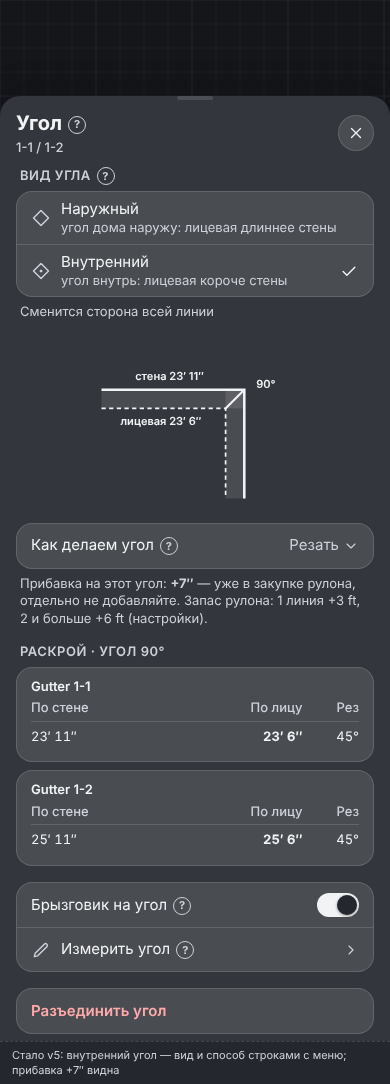 Угол ?
1-1 / 1-2
ВИД УГЛА ?
Наружный
угол дома наружу: лицевая длиннее стены
Внутренний
угол внутрь: лицевая короче стены
Сменится сторона всей линии
стена 23′ 11″
90°
лицевая 23′ 6″
Как делаем угол ? Резать
Прибавка на этот угол: +7″ — уже в закупке рулона,
отдельно не добавляйте. Запас рулона: 1 линия +3 ft,
2 и больше +6 ft (настройки).
РАСКРОЙ · УГОЛ 90°
Gutter 1-1
По стене По лицу Рез
23′ 11″ 23′ 6″ 45°
Gutter 1-2
По стене По лицу Рез
25′ 11″ 25′ 6″ 45°
Брызговик на угол ?
Измерить угол ?
Разъединить угол
Стало v5: внутренний угол — вид и способ строками с меню;
прибавка +7″ видна